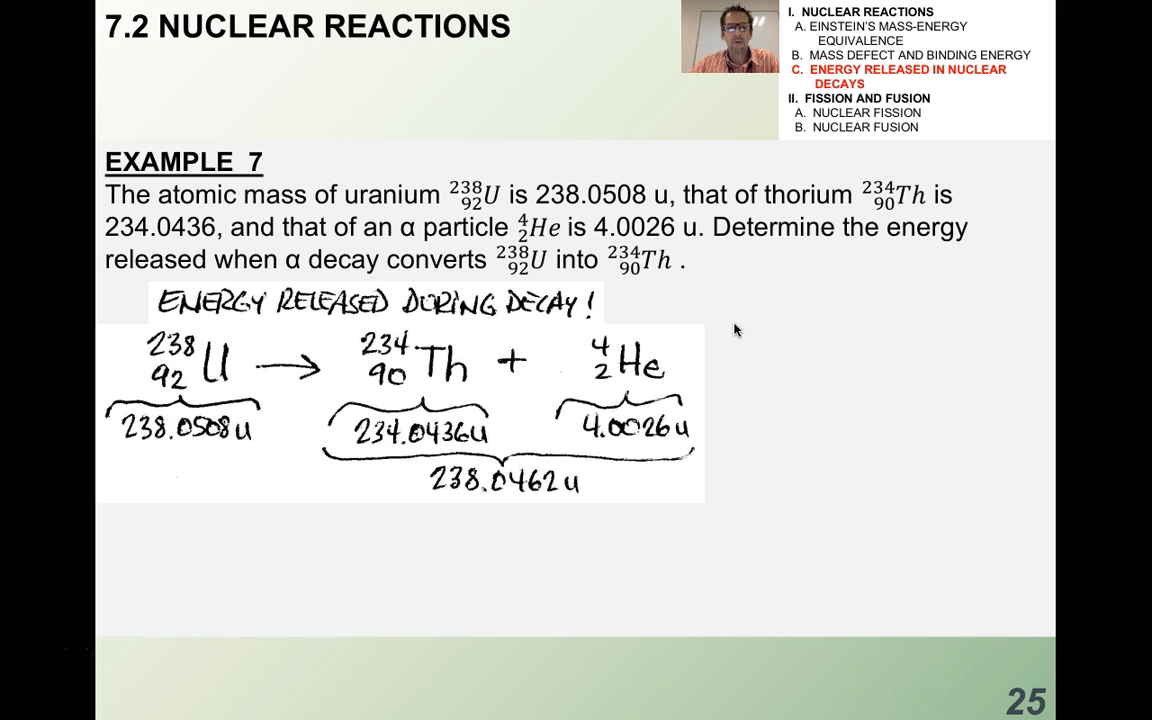 7.2 NUCLEAR REACTIONS
I. NUCLEAR REACTIONS
A. EINSTEIN'S MASS-ENERGY
EQUIVALENCE
B. MASS DEFECT AND BINDING ENERGY
C. ENERGY RELEASED IN NUCLEAR
DECAYS
II. FISSION AND FUSION
A. NUCLEAR FISSION
B. NUCLEAR FUSION
EXAMPLE 7
The atomic mass of uranium ²³⁸₉₂U is 238.0508 u, that of thorium ²³⁴₉₀Th is
234.0436, and that of an α particle ⁴₂He is 4.0026 u. Determine the energy
released when α decay converts ²³⁸₉₂U into ²³⁴₉₀Th .
ENERGY RELEASED DURING DECAY!
²³⁸₉₂U → ²³⁴₉₀Th + ⁴₂He
238.0508u 234.0436u 4.0026u
238.0462u
25